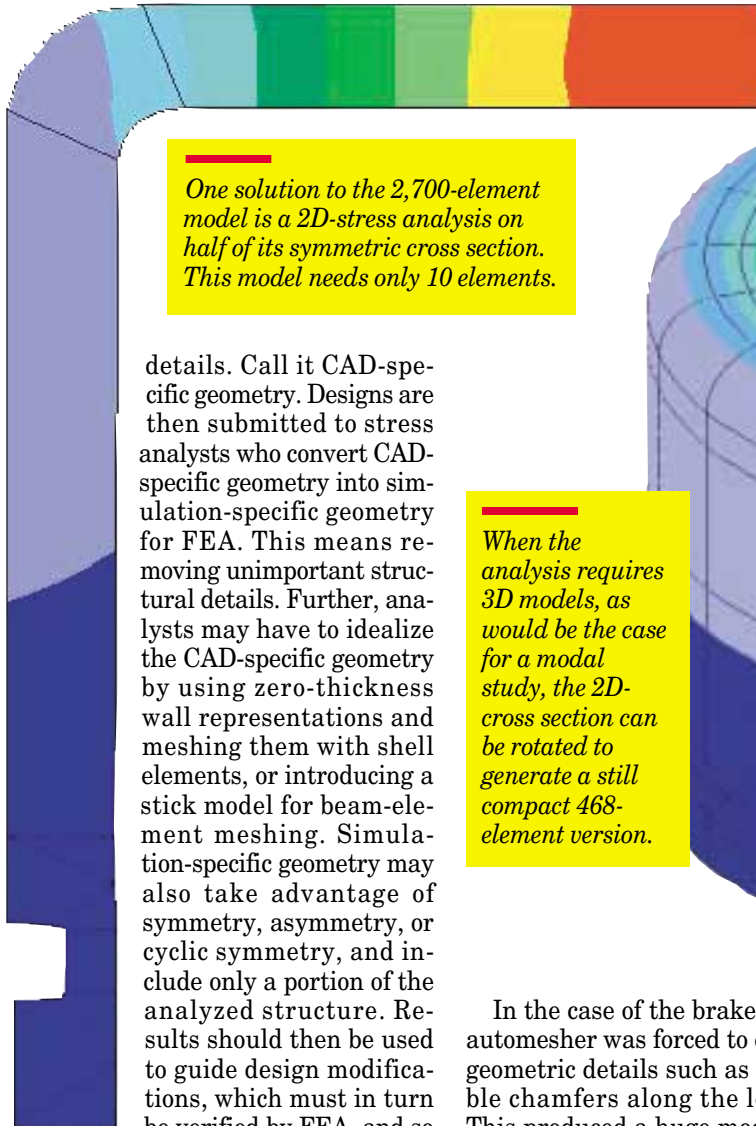 One solution to the 2,700-element
model is a 2D-stress analysis on
half of its symmetric cross section.
This model needs only 10 elements.
details. Call it CAD-spe-
cific geometry. Designs are
then submitted to stress
analysts who convert CAD-
specific geometry into sim-
ulation-specific geometry
for FEA. This means re-
moving unimportant struc-
tural details. Further, ana-
lysts may have to idealize
the CAD-specific geometry
by using zero-thickness
wall representations and
meshing them with shell
elements, or introducing a
stick model for beam-ele-
ment meshing. Simula-
tion-specific geometry may
also take advantage of
symmetry, asymmetry, or
cyclic symmetry, and in-
clude only a portion of the
analyzed structure. Re-
sults should then be used
to guide design modifica-
tions, which must in turn
be verified by FEA, and so
When the
analysis requires
3D models, as
would be the case
for a modal
study, the 2D-
cross section can
be rotated to
generate a still
compact 468-
element version.
In the case of the brake
automesher was forced to
geometric details such as
ble chamfers along the
This produced a huge